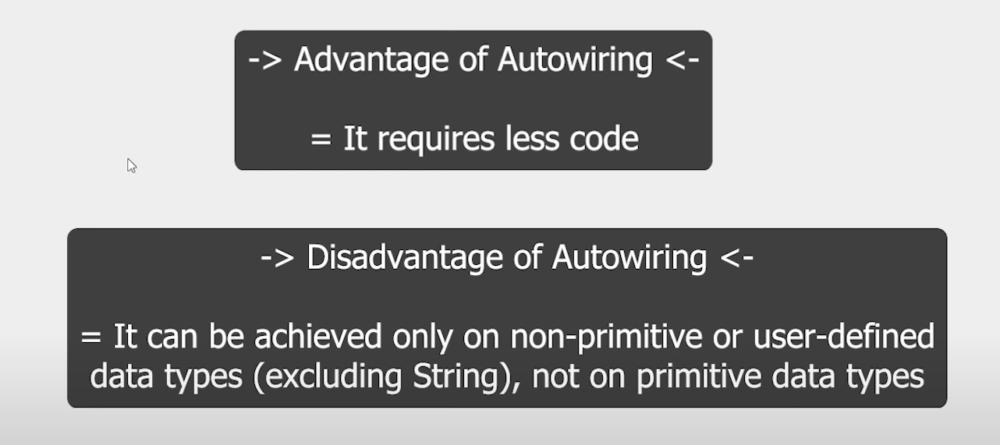 -> Advantage of Autowiring <-
= It requires less code
-> Disadvantage of Autowiring <-
= It can be achieved only on non-primitive or user-defined
data types (excluding String), not on primitive data types